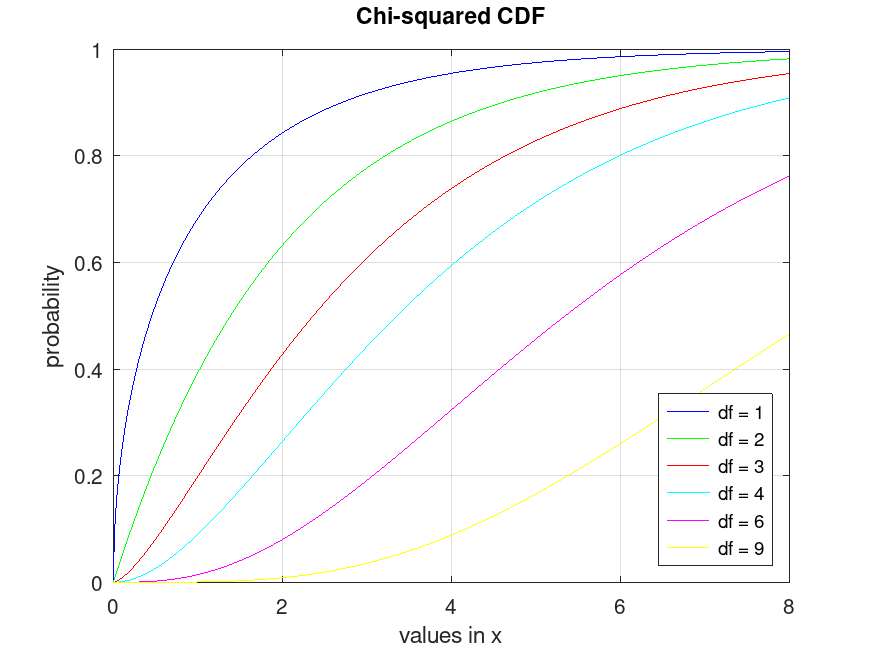 Chi-squared CDF
1
0.8
0.6
0.4
0.2
0
probability
df = 1
df = 2
df = 3
df = 4
df = 6
df = 9
0 2 4 6 8
values in x